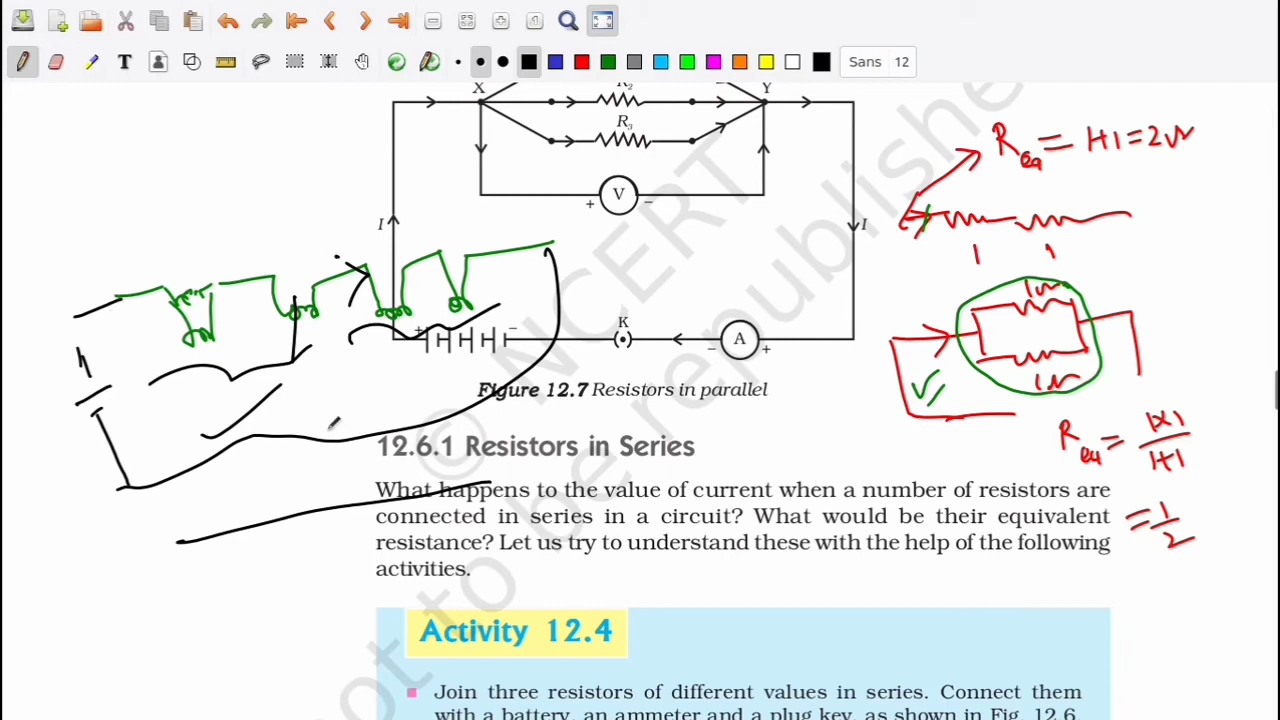 Sans 12
X
R2
Y
R3
V
+ −
I
I
+ −
K
− A +
Figure 12.7 Resistors in parallel
12.6.1 Resistors in Series
What happens to the value of current when a number of resistors are
connected in series in a circuit? What would be their equivalent
resistance? Let us try to understand these with the help of the following
activities.
Activity 12.4
Join three resistors of different values in series. Connect them
with a battery, an ammeter and a plug key, as shown in Fig. 12.6.
© NCERT
not to be republished
Req = 1+1=2Ω
1 1
1Ω
1Ω
Req = 1×1
1+1
= 1
2